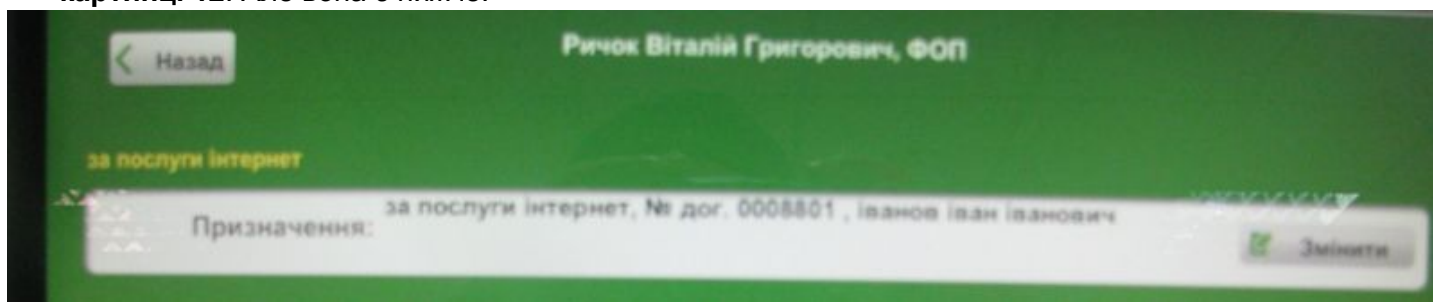 Назад
Ричок Віталій Григорович, ФОП
за послуги інтернет
Призначення:
за послуги інтернет, № дог. 0008801 , іванов іван іванович
Змінити